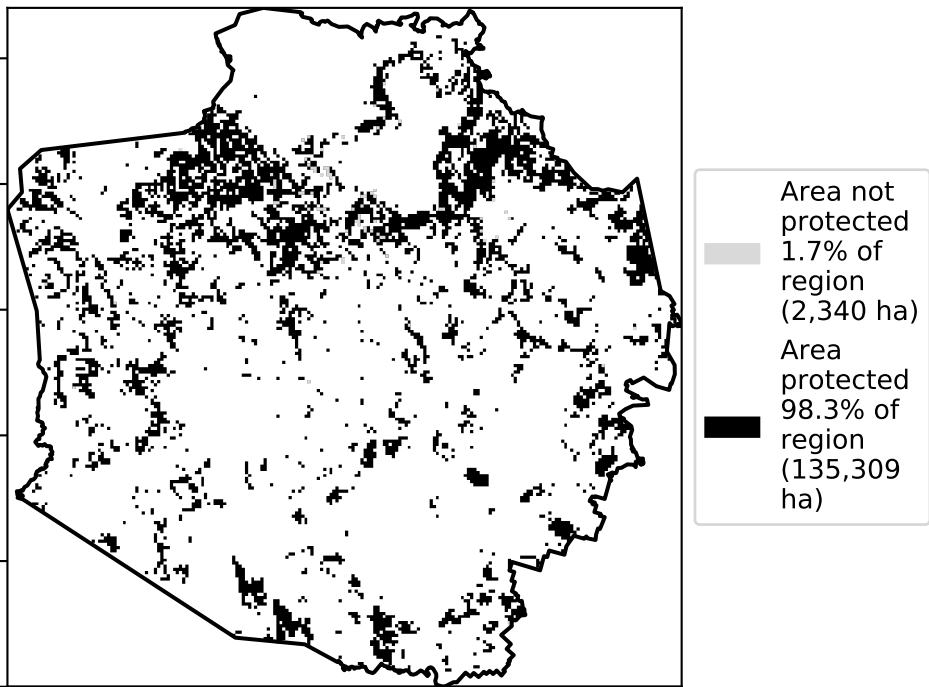 Area not
protected
1.7% of
region
(2,340 ha)
Area
protected
98.3% of
region
(135,309
ha)